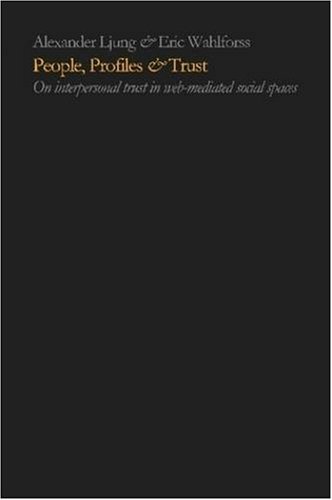 Alexander Ljung & Eric Wahlforss
People, Profiles & Trust
On interpersonal trust in web-mediated social spaces